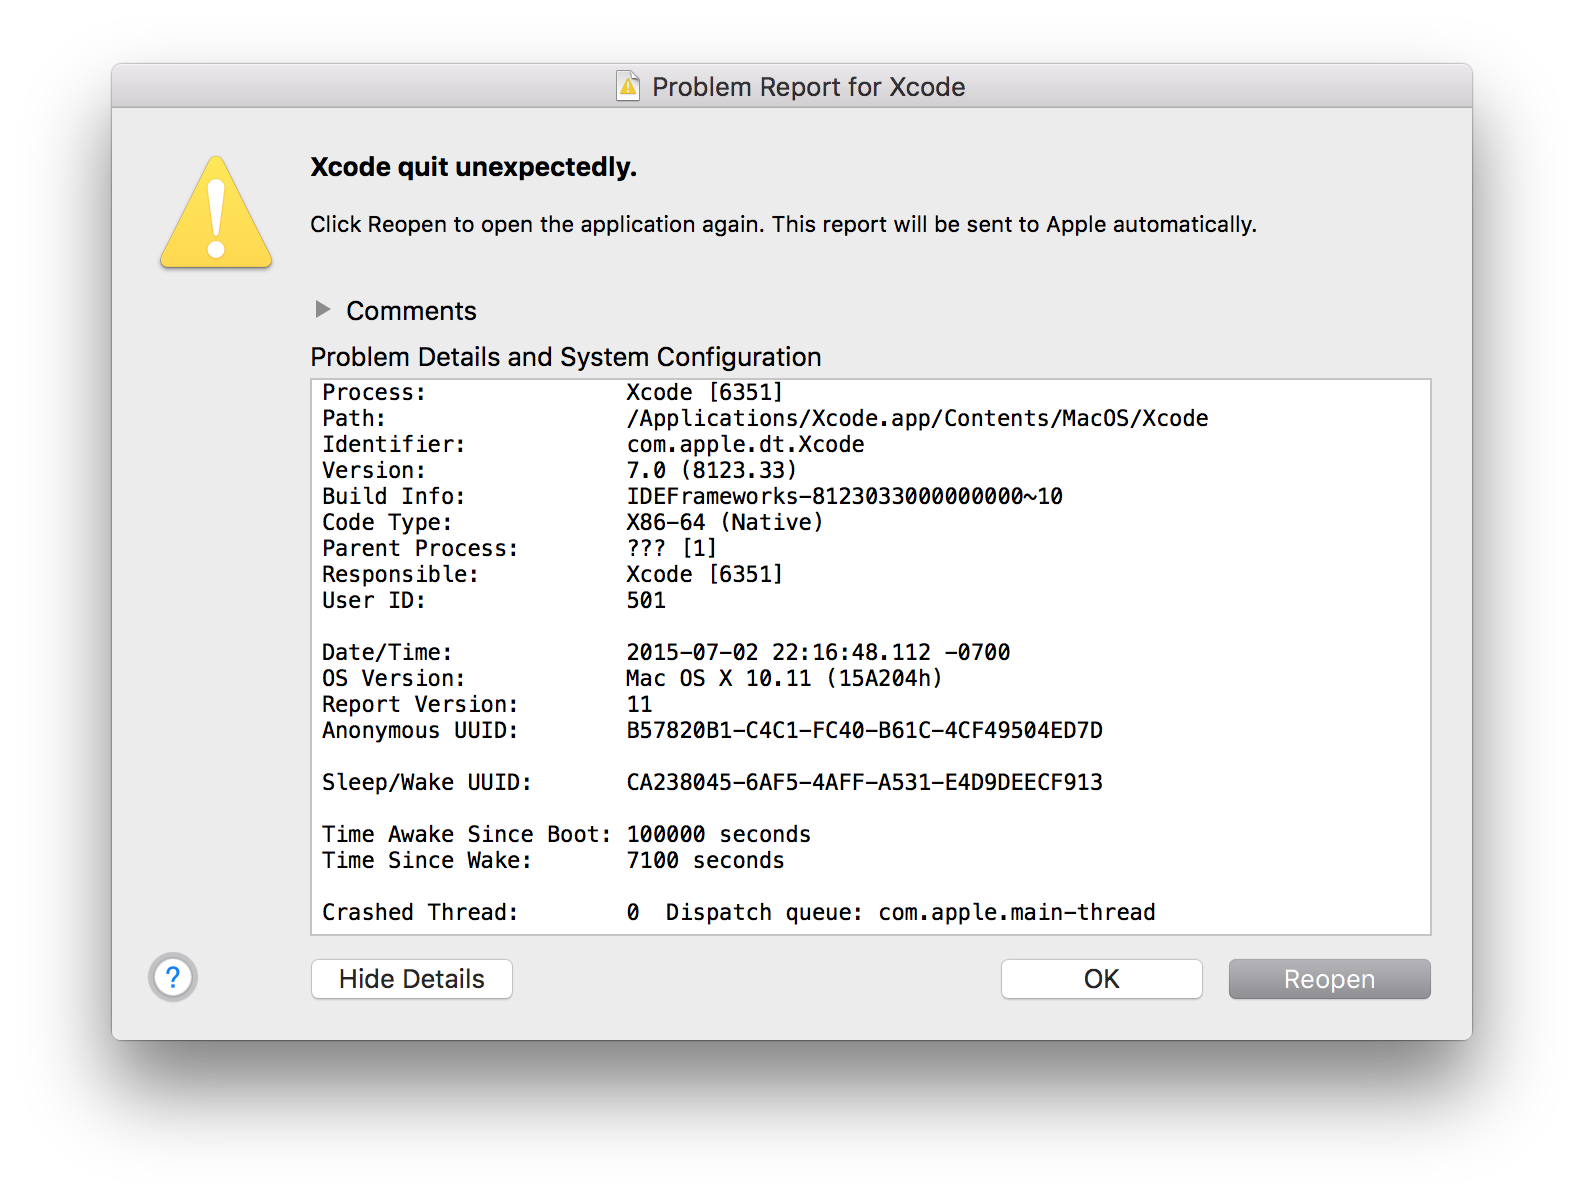 Problem Report for Xcode
Xcode quit unexpectedly.
Click Reopen to open the application again. This report will be sent to Apple automatically.
Comments
Problem Details and System Configuration
Process: Xcode [6351]
Path: /Applications/Xcode.app/Contents/MacOS/Xcode
Identifier: com.apple.dt.Xcode
Version: 7.0 (8123.33)
Build Info: IDEFrameworks-8123033000000000~10
Code Type: X86-64 (Native)
Parent Process: ??? [1]
Responsible: Xcode [6351]
User ID: 501
Date/Time: 2015-07-02 22:16:48.112 -0700
OS Version: Mac OS X 10.11 (15A204h)
Report Version: 11
Anonymous UUID: B57820B1-C4C1-FC40-B61C-4CF49504ED7D
Sleep/Wake UUID: CA238045-6AF5-4AFF-A531-E4D9DEECF913
Time Awake Since Boot: 100000 seconds
Time Since Wake: 7100 seconds
Crashed Thread: 0 Dispatch queue: com.apple.main-thread
? Hide Details OK Reopen